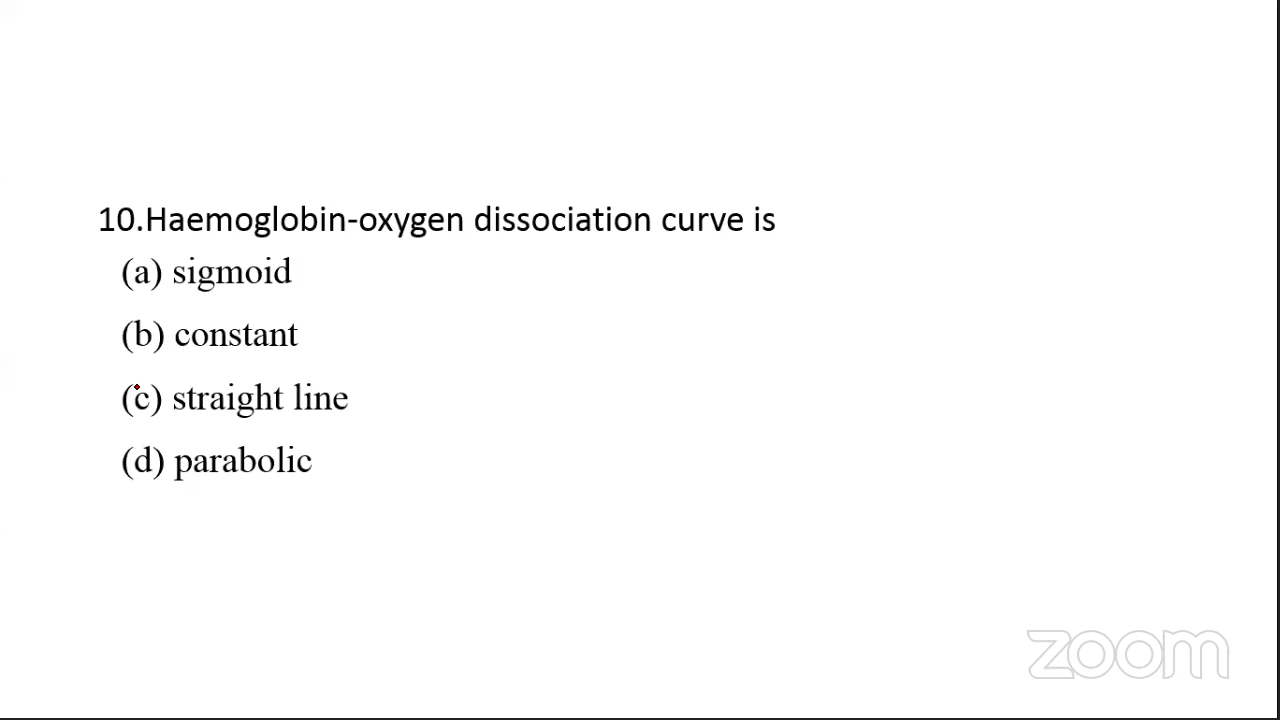 10.Haemoglobin-oxygen dissociation curve is
(a) sigmoid
(b) constant
(c) straight line
(d) parabolic
zoom